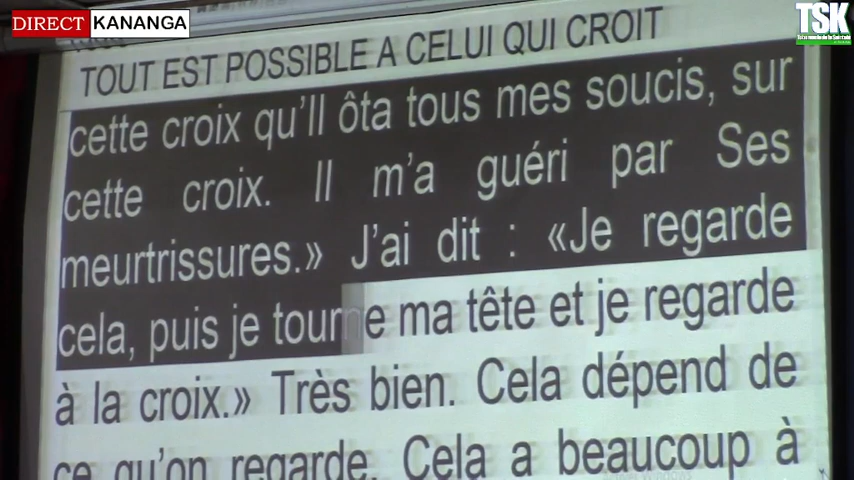 DIRECT KANANGA
TSK
TOUT EST POSSIBLE A CELUI QUI CROIT
cette croix qu'Il ôta tous mes soucis, sur
cette croix. Il m'a guéri par Ses
meurtrissures.» J'ai dit : «Je regarde
cela, puis je tourne ma tête et je regarde
à la croix.» Très bien. Cela dépend de
ce qu'on regarde. Cela a beaucoup à